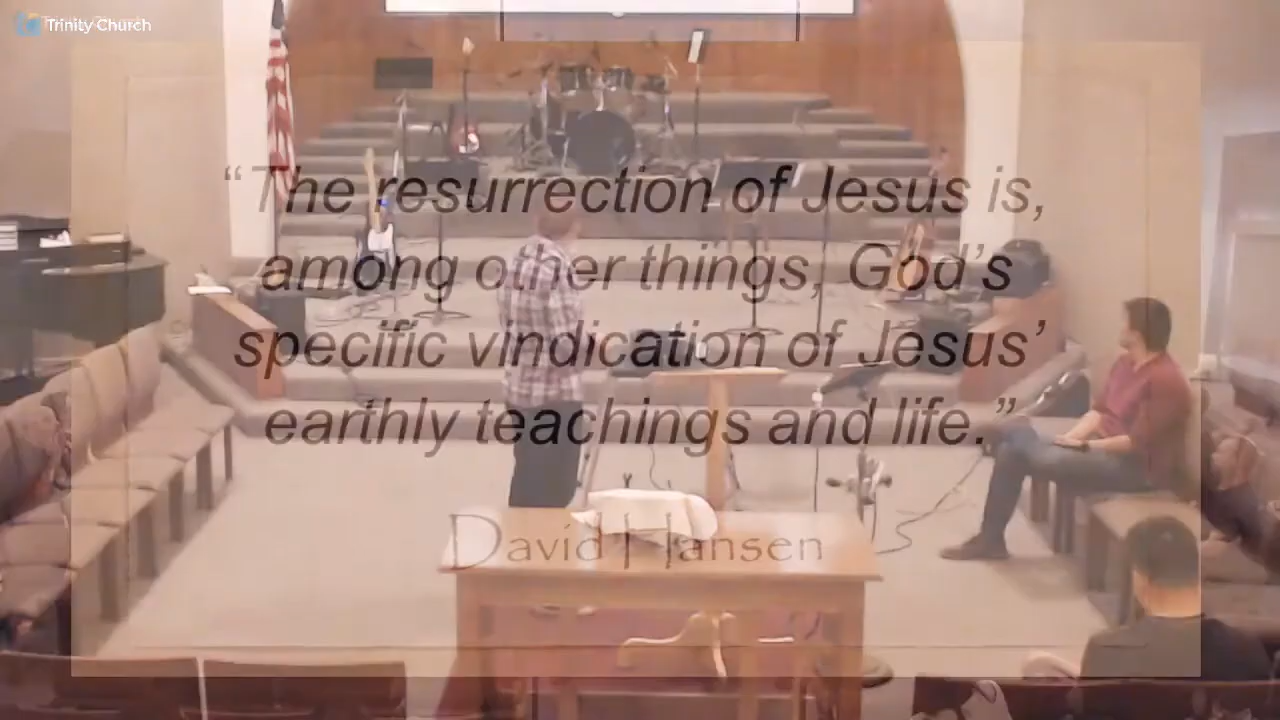 Trinity Church
“The resurrection of Jesus is,
among other things, God’s
specific vindication of Jesus’
earthly teachings and life.”
David Hansen